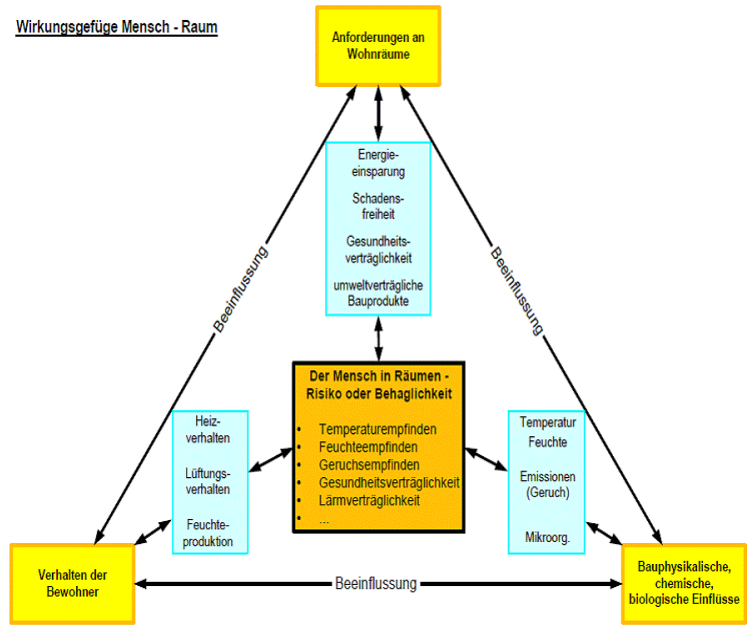 Wirkungsgefüge Mensch - Raum
Anforderungen an
Wohnräume
Energie-
einsparung
Schadens-
freiheit
Gesundheits-
verträglichkeit
umweltverträgliche
Bauprodukte
Beeinflussung
Beeinflussung
Der Mensch in Räumen -
Risiko oder Behaglichkeit
• Temperaturempfinden
• Feuchteempfinden
• Geruchsempfinden
• Gesundheitsverträglichkeit
• Lärmverträglichkeit
• ...
Heiz-
verhalten
Lüftungs-
verhalten
Feuchte-
produktion
Temperatur
Feuchte
Emissionen
(Geruch)
Mikroorg.
Verhalten der
Bewohner
Beeinflussung
Bauphysikalische,
chemische,
biologische Einflüsse